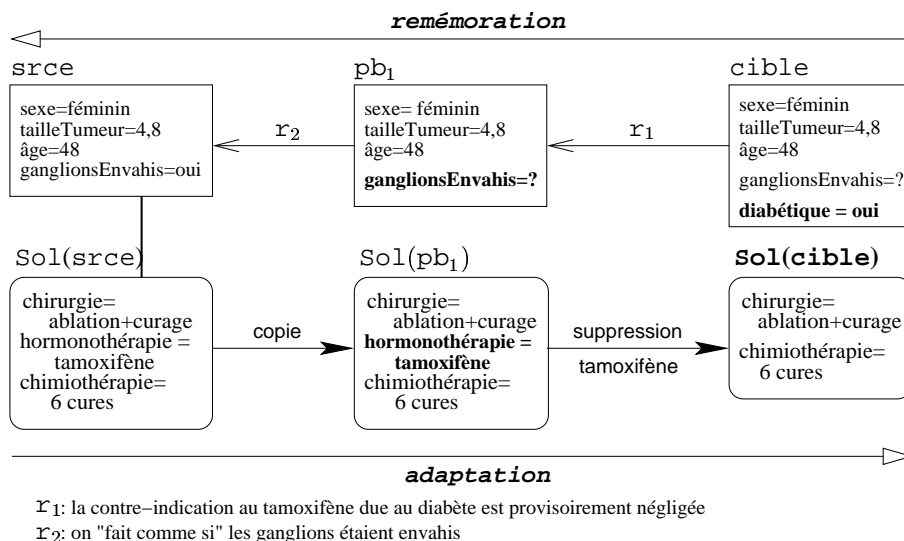 remémoration
srce
sexe=féminin
tailleTumeur=4,8
âge=48
ganglionsEnvahis=oui
r2
pb1
sexe= féminin
tailleTumeur=4,8
âge=48
ganglionsEnvahis=?
r1
cible
sexe=féminin
tailleTumeur=4,8
âge=48
ganglionsEnvahis=?
diabétique = oui
Sol(srce)
chirurgie=
ablation+curage
hormonothérapie =
tamoxifène
chimiothérapie=
6 cures
copie
Sol(pb1)
chirurgie=
ablation+curage
hormonothérapie =
tamoxifène
chimiothérapie=
6 cures
suppression
tamoxifène
Sol(cible)
chirurgie=
ablation+curage
chimiothérapie=
6 cures
adaptation
r1: la contre−indication au tamoxifène due au diabète est provisoirement négligée
r2: on "fait comme si" les ganglions étaient envahis